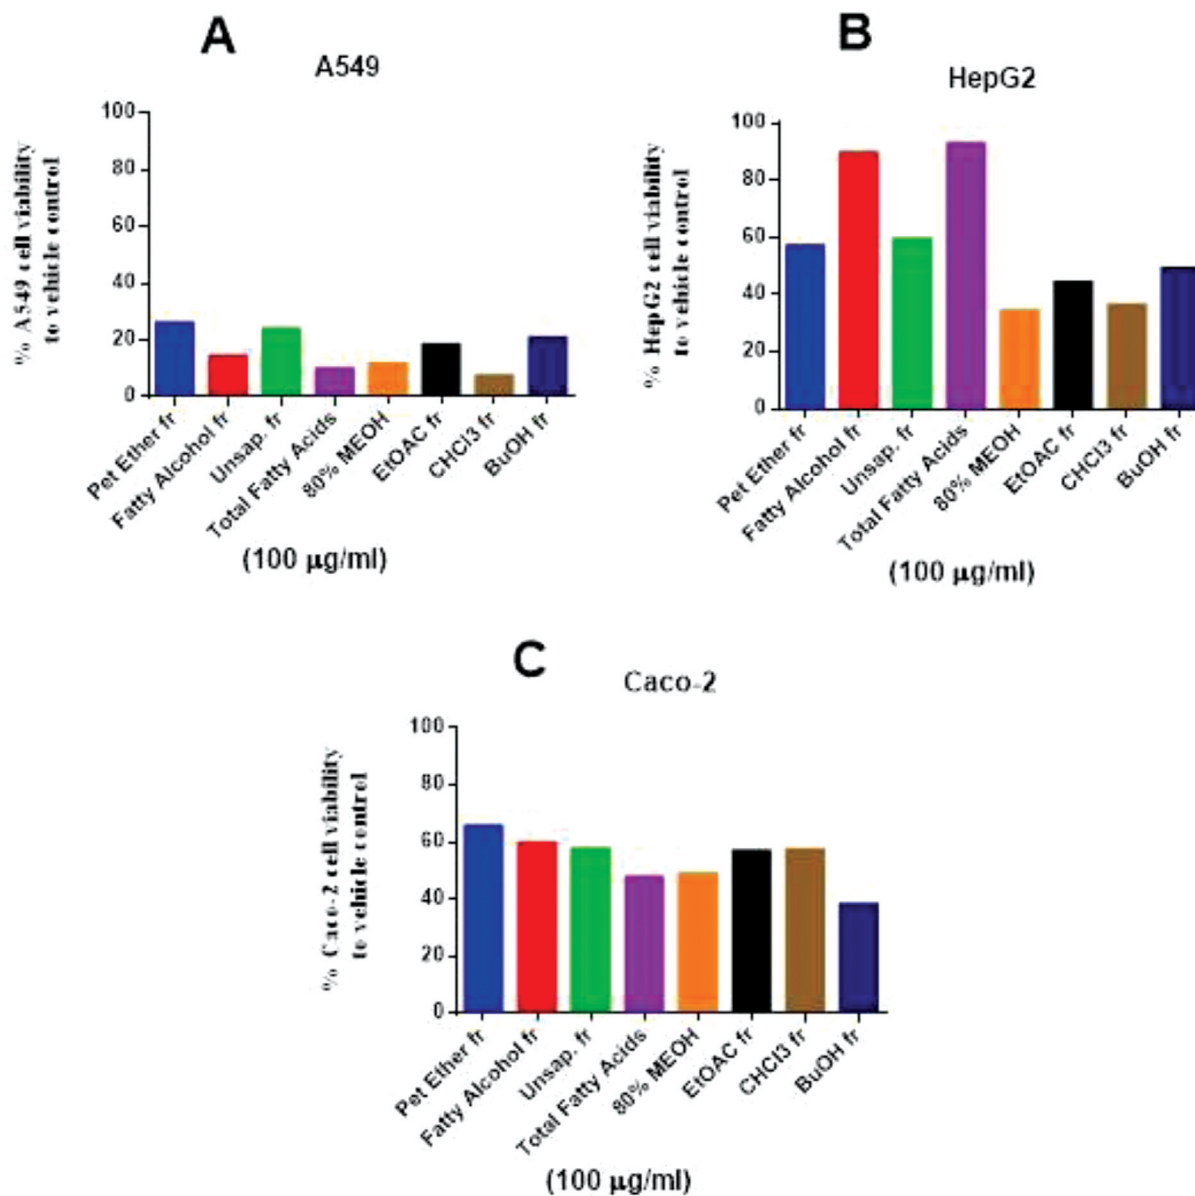 A
A549
% A549 cell viability
to vehicle control
100
80
60
40
20
0
Pet Ether fr
Fatty Alcohol fr
Unsap. fr
Total Fatty Acids
80% MEOH
EtOAC fr
CHCl3 fr
BuOH fr
(100 µg/ml)
B
HepG2
% HepG2 cell viability
to vehicle control
100
80
60
40
20
0
Pet Ether fr
Fatty Alcohol fr
Unsap. fr
Total Fatty Acids
80% MEOH
EtOAC fr
CHCl3 fr
BuOH fr
(100 µg/ml)
C
Caco-2
% Caco-2 cell viability
to vehicle control
100
80
60
40
20
0
Pet Ether fr
Fatty Alcohol fr
Unsap. fr
Total Fatty Acids
80% MEOH
EtOAC fr
CHCl3 fr
BuOH fr
(100 µg/ml)